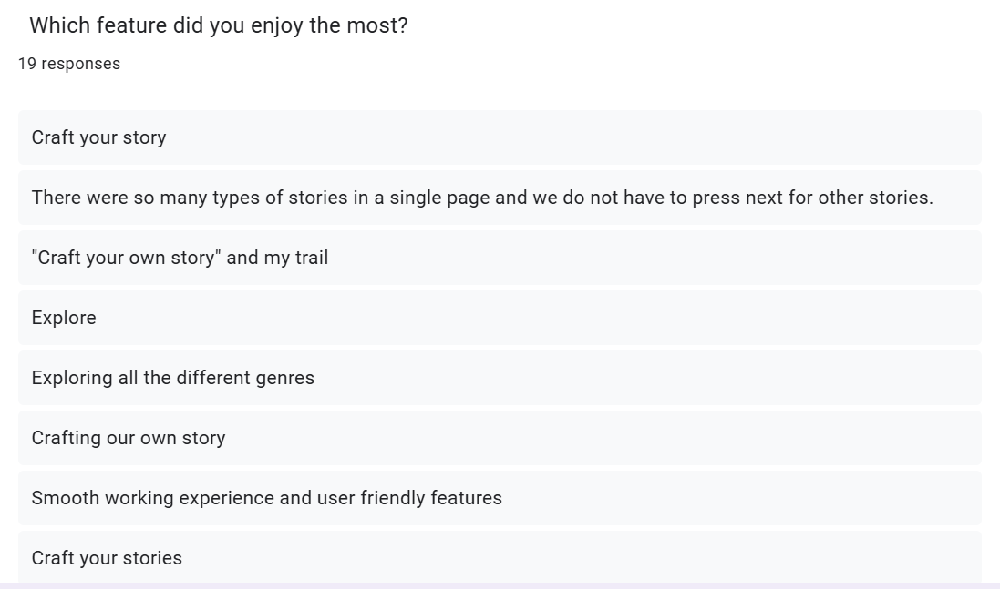 Which feature did you enjoy the most?
19 responses
Craft your story
There were so many types of stories in a single page and we do not have to press next for other stories.
"Craft your own story" and my trail
Explore
Exploring all the different genres
Crafting our own story
Smooth working experience and user friendly features
Craft your stories